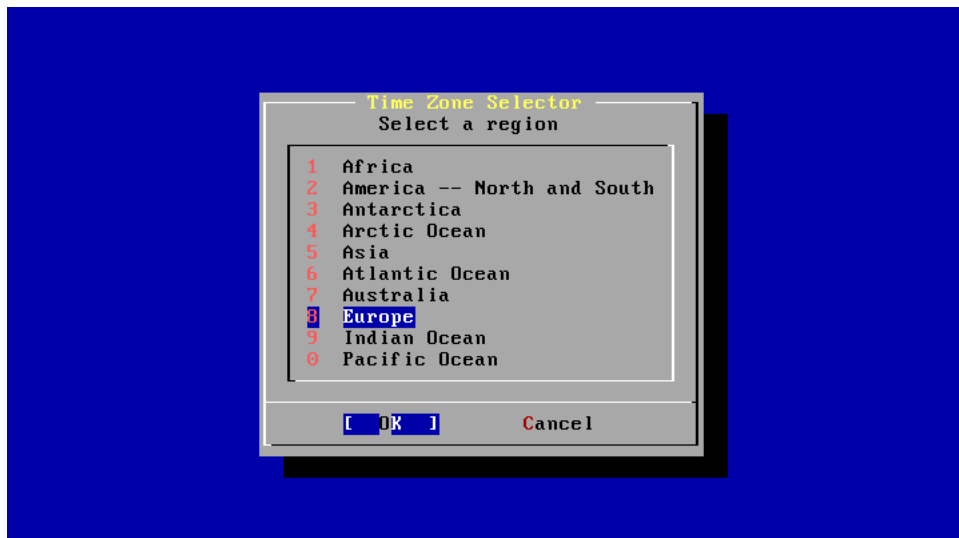 Time Zone Selector
Select a region
1 Africa
2 America -- North and South
3 Antarctica
4 Arctic Ocean
5 Asia
6 Atlantic Ocean
7 Australia
8 Europe
9 Indian Ocean
0 Pacific Ocean
[ OK ] Cancel